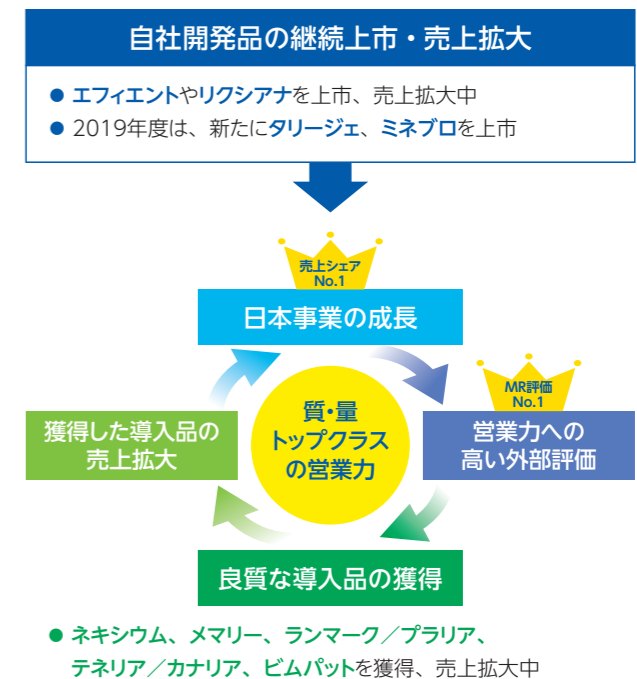 自社開発品の継続上市・売上拡大
● エフィエントやリクシアナを上市、売上拡大中
● 2019年度は、新たにタリージェ、ミネブロを上市
売上シェア
No.1
日本事業の成長
MR評価
No.1
営業力への
高い外部評価
質・量
トップクラス
の営業力
獲得した導入品の
売上拡大
良質な導入品の獲得
● ネキシウム、メマリー、ランマーク／プラリア、
テネリア／カナリア、ビムパットを獲得、売上拡大中